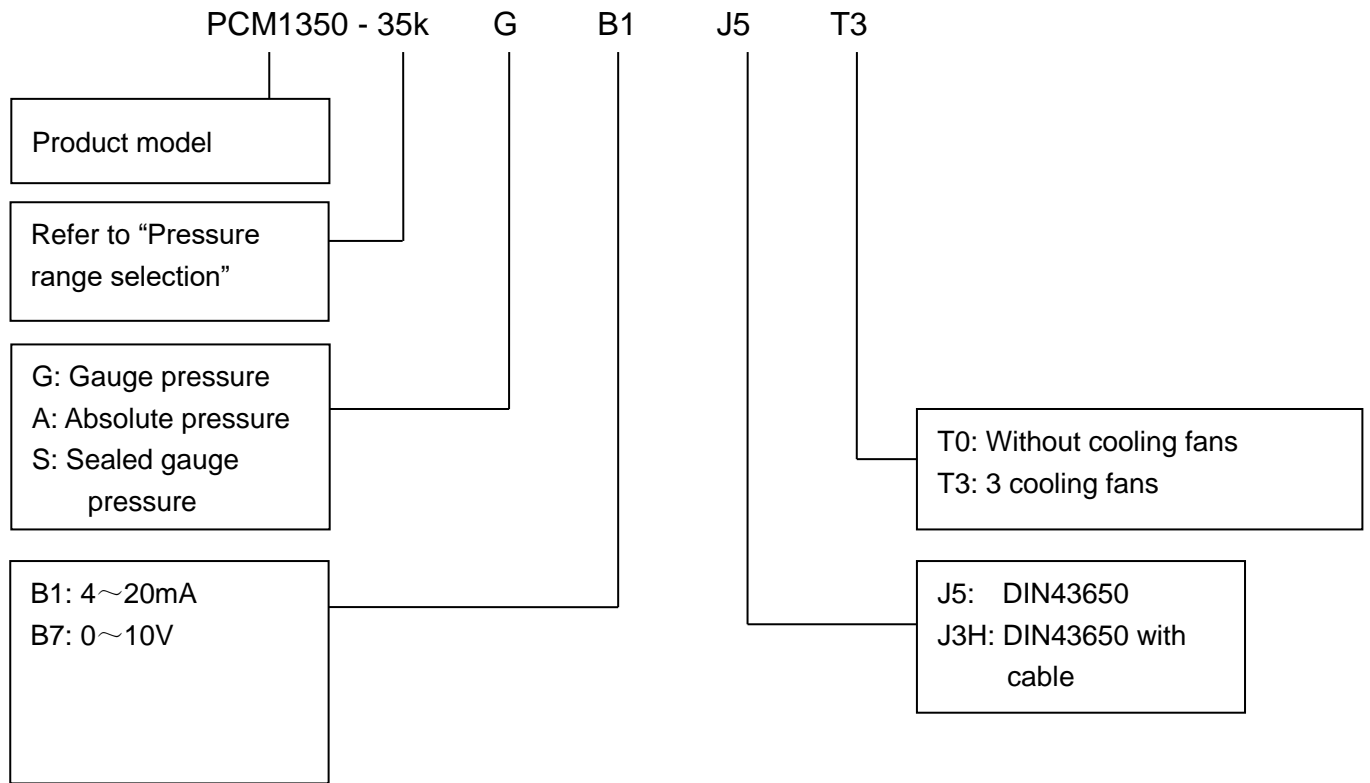 PCM1350 - 35k G B1 J5 T3
Product model
Refer to “Pressure
range selection”
G: Gauge pressure
A: Absolute pressure
S: Sealed gauge
pressure
T0: Without cooling fans
T3: 3 cooling fans
B1: 4～20mA
B7: 0～10V
J5: DIN43650
J3H: DIN43650 with
cable